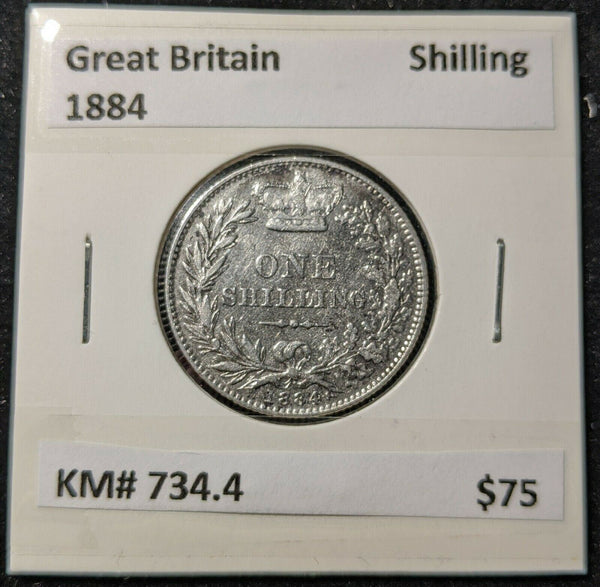 Great Britain Shilling
1884
ONE
SHILLING
1884
KM# 734.4 $75